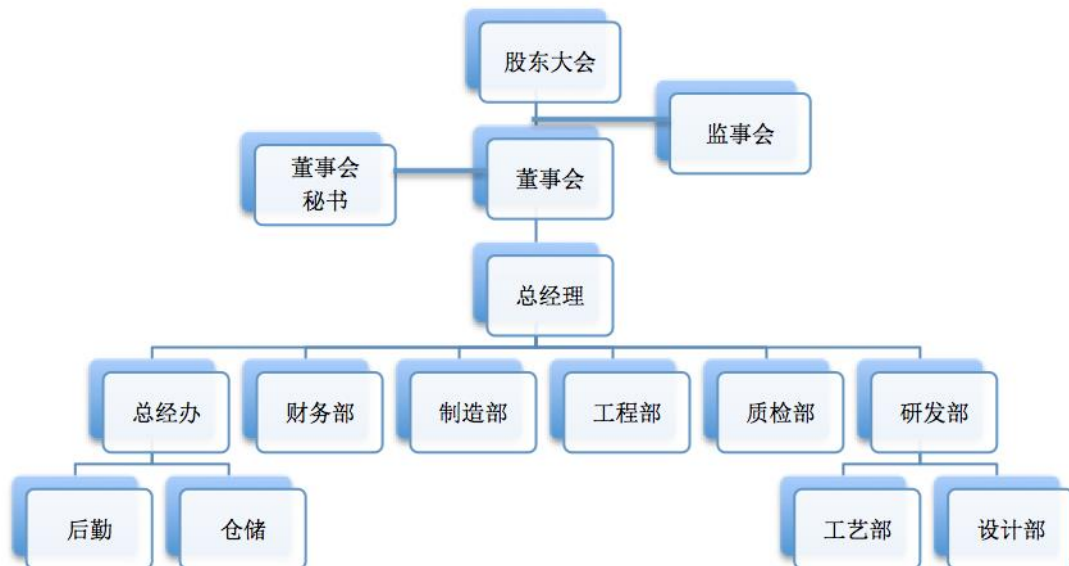 股东大会
监事会
董事会
秘书
董事会
总经理
总经办
财务部
制造部
工程部
质检部
研发部
后勤
仓储
工艺部
设计部